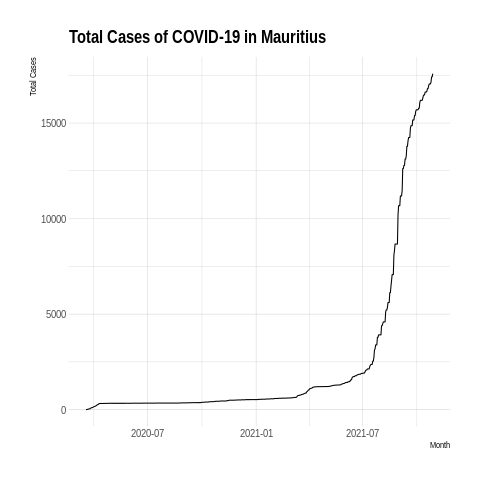 Total Cases of COVID-19 in Mauritius
Total Cases
15000
10000
5000
0
2020-07 2021-01 2021-07
Month